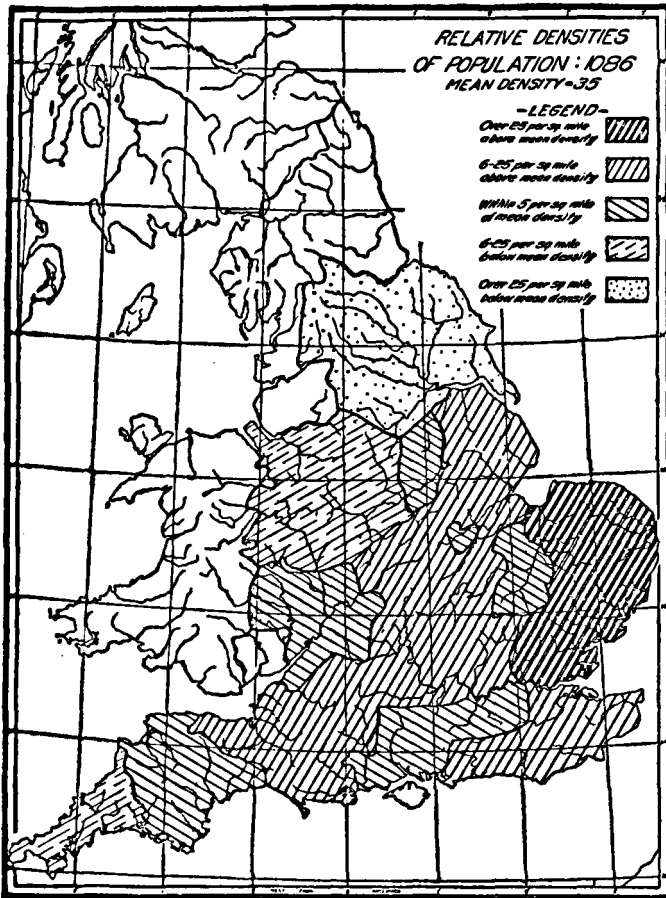 RELATIVE DENSITIES
OF POPULATION : 1086
MEAN DENSITY=35
-LEGEND-
Over 25 per sq mile
above mean density
6-25 per sq mile
above mean density
Within 5 per sq mile
of mean density
6-25 per sq mile
below mean density
Over 25 per sq mile
below mean density